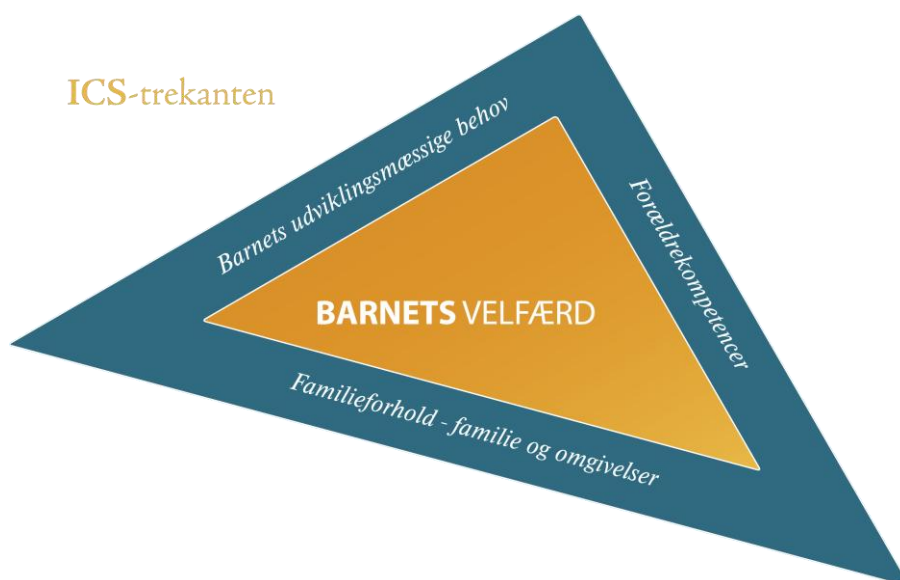 ICS-trekanten
Barnets udviklingsmæssige behov
Forældrekompetencer
BARNETS VELFÆRD
Familieforhold - familie og omgivelser